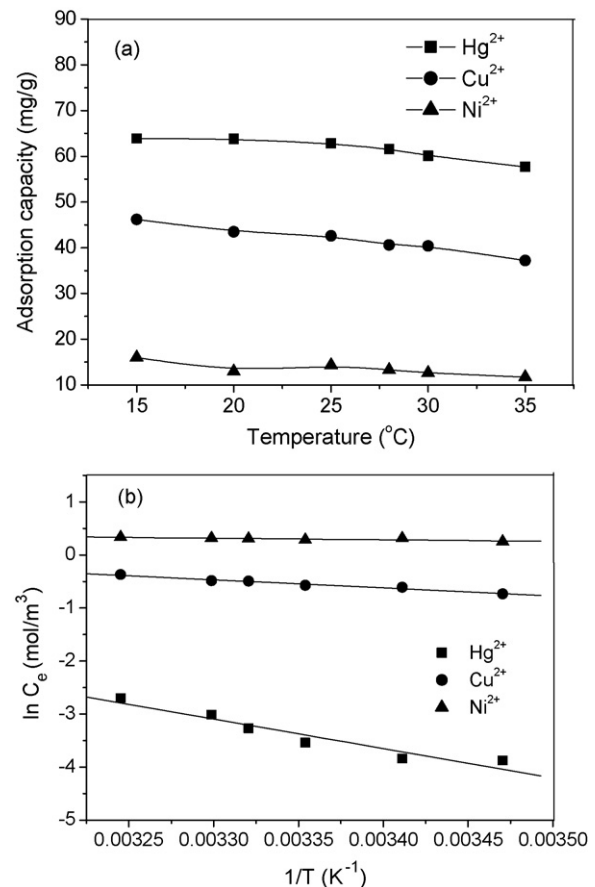 (a)
Hg²⁺
Cu²⁺
Ni²⁺
90
80
70
60
50
40
30
20
10
Adsorption capacity (mg/g)
15 20 25 30 35
Temperature (°C)
(b)
1
0
-1
-2
-3
-4
-5
ln Cₑ (mol/m³)
Hg²⁺
Cu²⁺
Ni²⁺
0.00325 0.00330 0.00335 0.00340 0.00345 0.00350
1/T (K⁻¹)